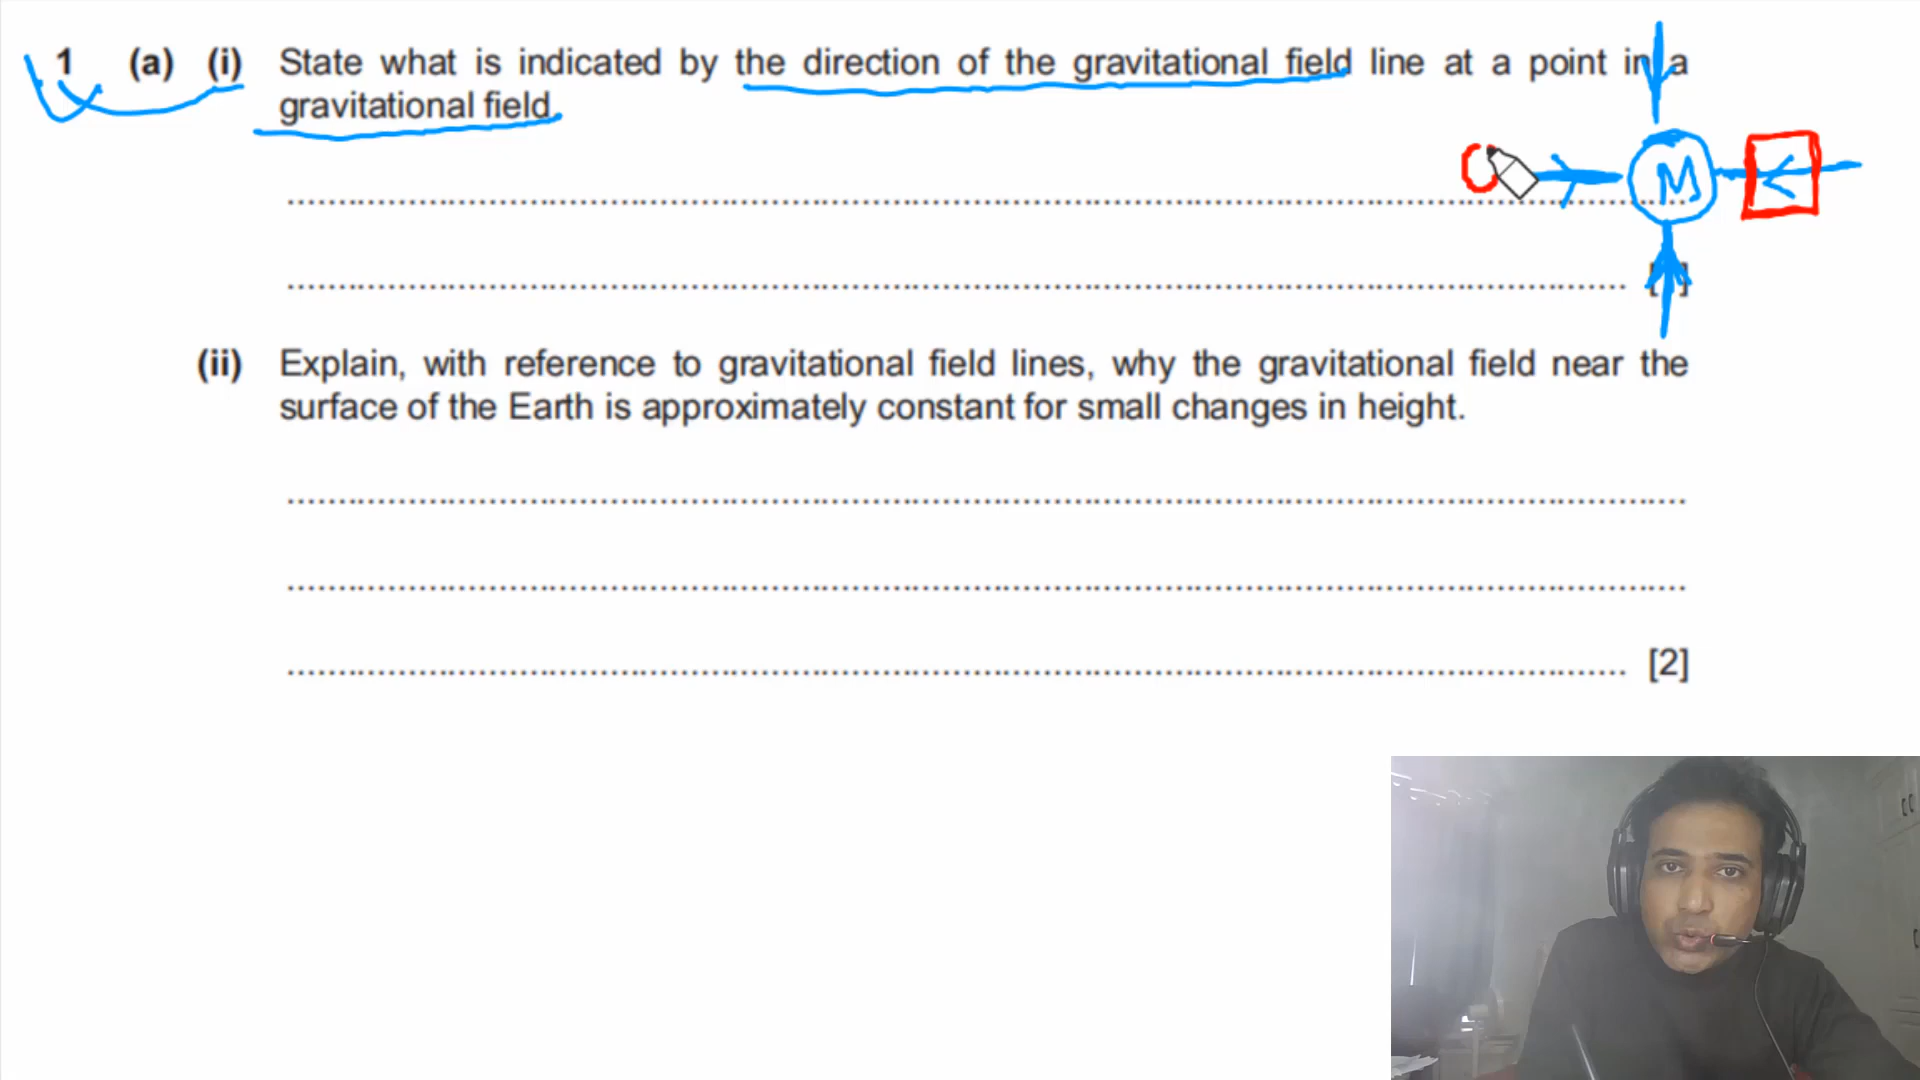 1 (a) (i) State what is indicated by the direction of the gravitational field line at a point in a
gravitational field.
M
(ii) Explain, with reference to gravitational field lines, why the gravitational field near the
surface of the Earth is approximately constant for small changes in height.
[2]